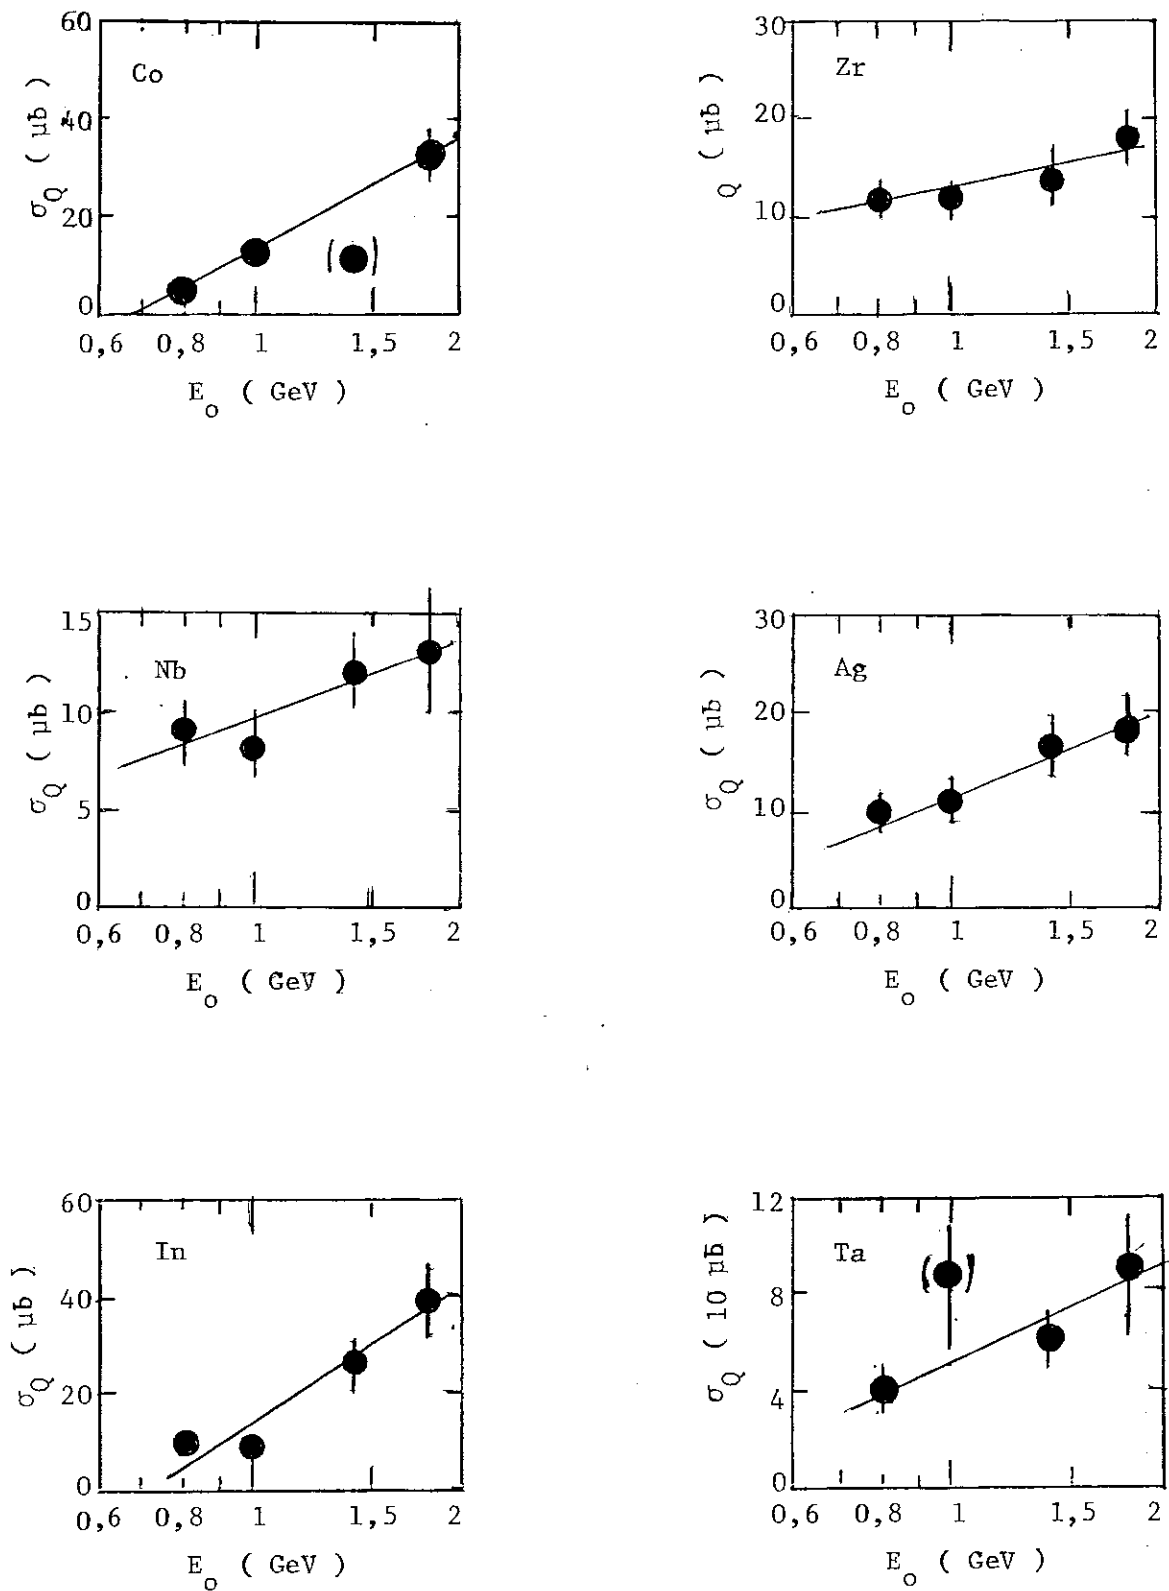 60
40
20
0
Co
σQ ( μb )
0,6 0,8 1 1,5 2
Eo ( GeV )
30
20
10
0
Zr
Q ( μb )
0,6 0,8 1 1,5 2
Eo ( GeV )
15
10
5
0
Nb
σQ ( μb )
0,6 0,8 1 1,5 2
Eo ( GeV )
30
20
10
0
Ag
σQ ( μb )
0,6 0,8 1 1,5 2
Eo ( GeV )
60
40
20
0
In
σQ ( μb )
0,6 0,8 1 1,5 2
Eo ( GeV )
12
8
4
0
Ta
σQ ( 10 μb )
0,6 0,8 1 1,5 2
Eo ( GeV )